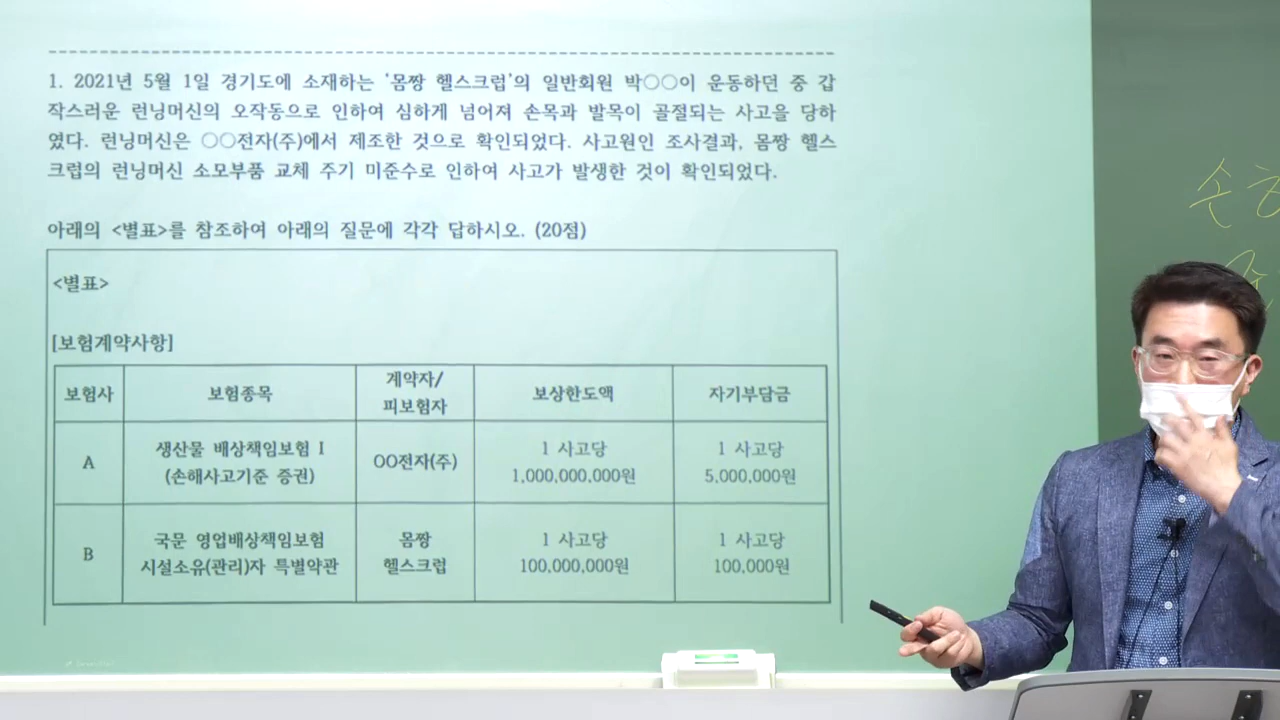 1. 2021년 5월 1일 경기도에 소재하는 '몸짱 헬스크럽'의 일반회원 박○○이 운동하던 중 갑
작스러운 런닝머신의 오작동으로 인하여 심하게 넘어져 손목과 발목이 골절되는 사고을 당하
였다. 런닝머신은 ○○전자(주)에서 제조한 것으로 확인되었다. 사고원인 조사결과, 몸짱 헬스
크럽의 런닝머신 소모부품 교체 주기 미준수로 인하여 사고가 발생한 것이 확인되었다.
아래의 <별표>를 참조하여 아래의 질문에 각각 답하시오. (20점)
<별표>
[보험계약사항]
보험사 보험종목 계약자/ 피보험자 보상한도액 자기부담금
A 생산물 배상책임보험 I (손해사고기준 증권) OO전자(주) 1 사고당 1,000,000,000원 1 사고당 5,000,000원
B 국문 영업배상책임보험 시설소유(관리)자 특별약관 몸짱 헬스크럽 1 사고당 100,000,000원 1 사고당 100,000원
손